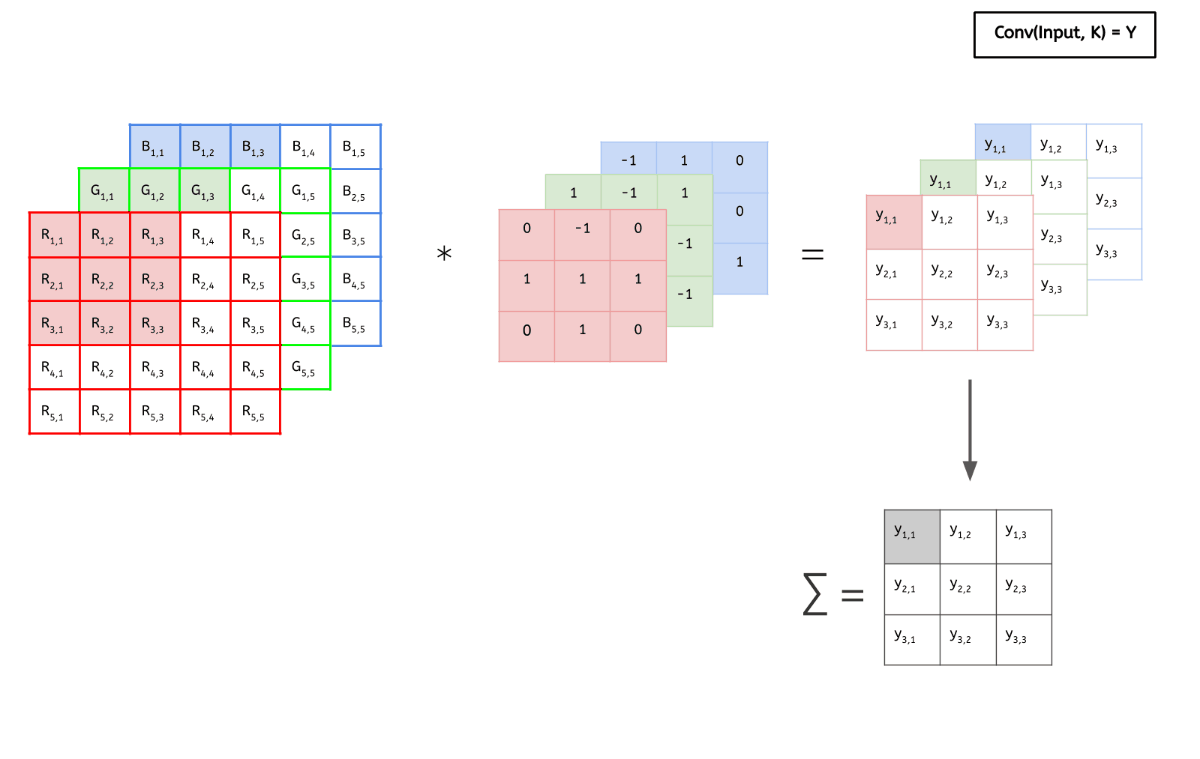 Conv(Input, K) = Y
B1,1 B1,2 B1,3 B1,4 B1,5
G1,1 G1,2 G1,3 G1,4 G1,5 B2,5
R1,1 R1,2 R1,3 R1,4 R1,5 G2,5 B3,5
R2,1 R2,2 R2,3 R2,4 R2,5 G3,5 B4,5
R3,1 R3,2 R3,3 R3,4 R3,5 G4,5 B5,5
R4,1 R4,2 R4,3 R4,4 R4,5 G5,5
R5,1 R5,2 R5,3 R5,4 R5,5
*
-1 1 0
1 -1 1 0
0 -1 0 -1 1
1 1 1 -1
0 1 0
=
y1,1 y1,2 y1,3
y1,1 y1,2 y1,3 y2,3
y1,1 y1,2 y1,3 y2,3 y3,3
y2,1 y2,2 y2,3 y3,3
y3,1 y3,2 y3,3
∑ =
y1,1 y1,2 y1,3
y2,1 y2,2 y2,3
y3,1 y3,2 y3,3